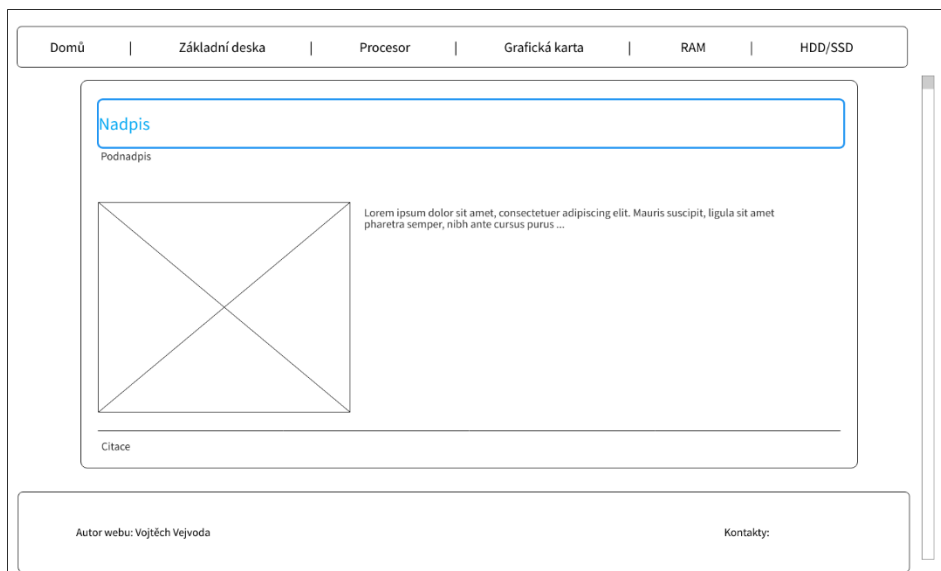 Domů | Základní deska | Procesor | Grafická karta | RAM | HDD/SSD
Nadpis
Podnadpis
Lorem ipsum dolor sit amet, consectetuer adipiscing elit. Mauris suscipit, ligula sit amet
pharetra semper, nibh ante cursus purus ...
Citace
Autor webu: Vojtěch Vejvoda
Kontakty: